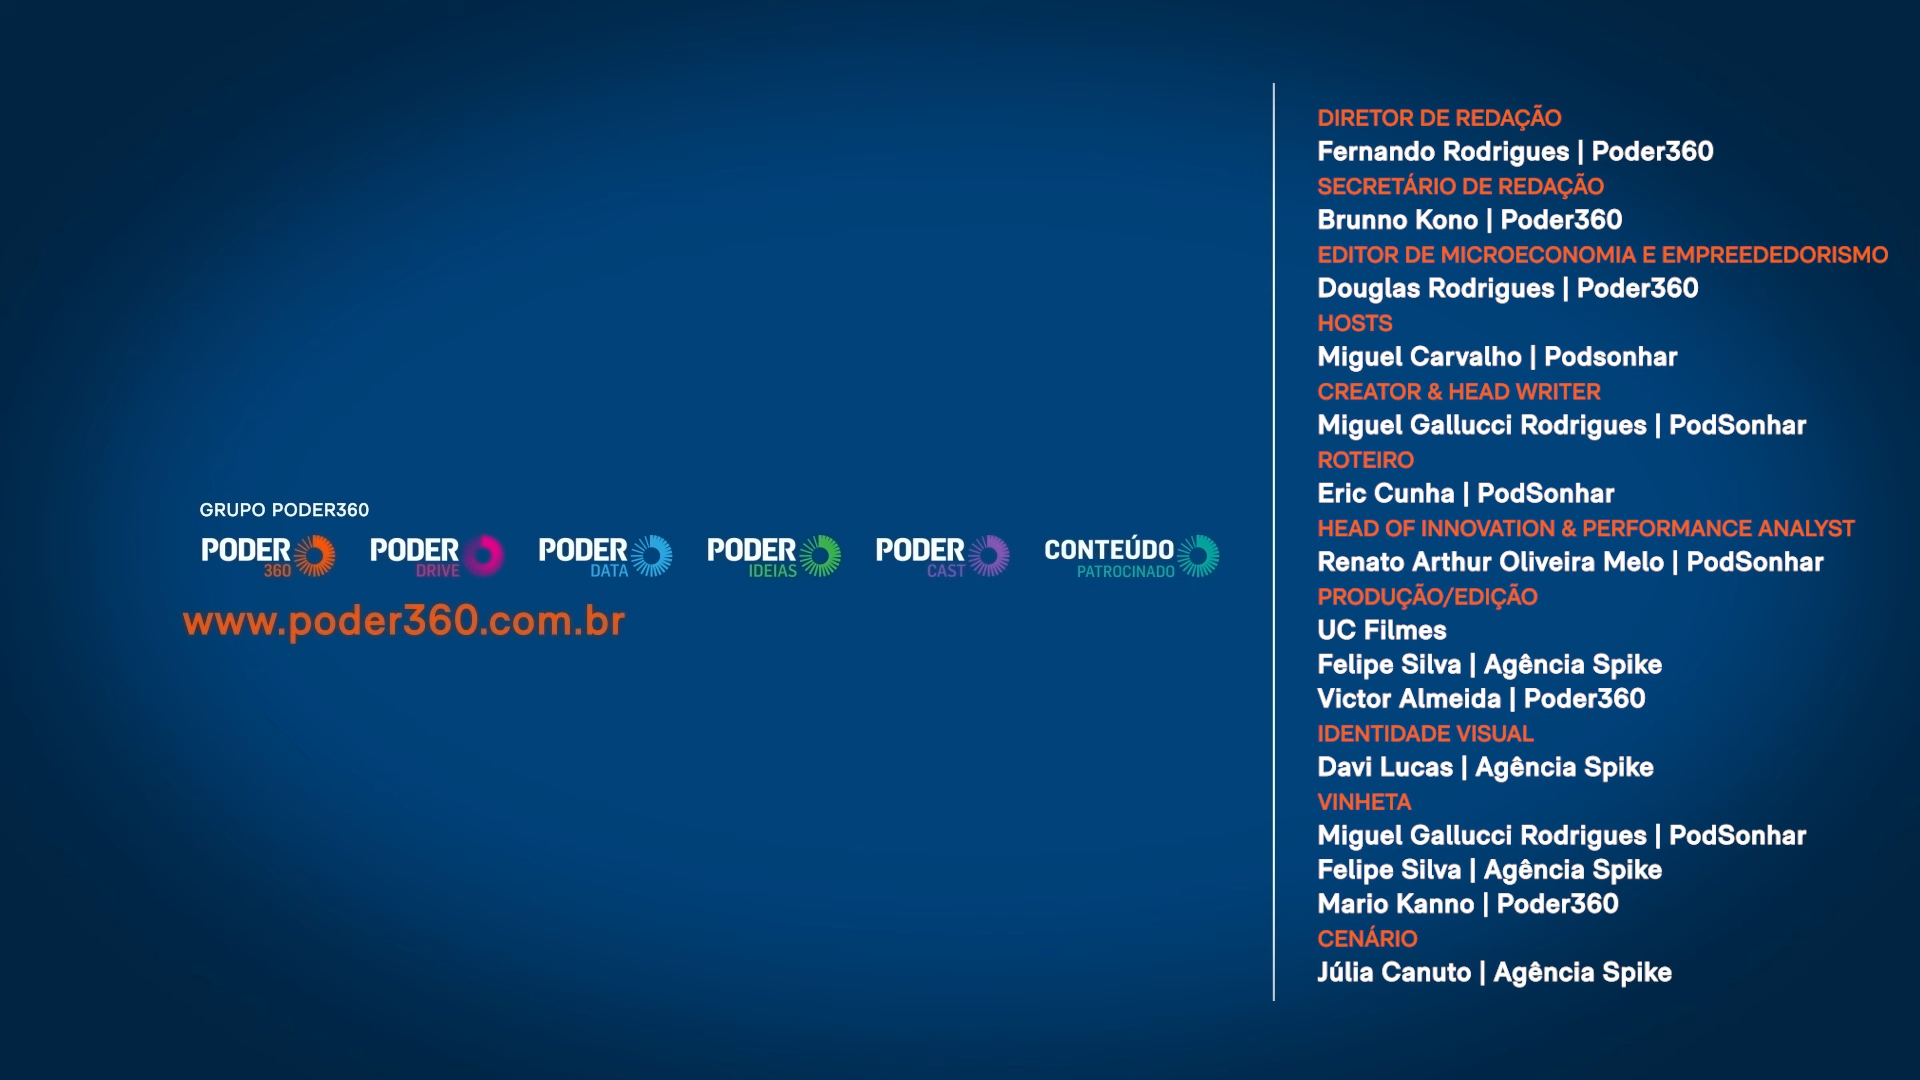 GRUPO PODER360
PODER 360
PODER DRIVE
PODER DATA
PODER IDEIAS
PODER CAST
CONTEÚDO PATROCINADO
www.poder360.com.br
DIRETOR DE REDAÇÃO
Fernando Rodrigues | Poder360
SECRETÁRIO DE REDAÇÃO
Brunno Kono | Poder360
EDITOR DE MICROECONOMIA E EMPREEDEDORISMO
Douglas Rodrigues | Poder360
HOSTS
Miguel Carvalho | Podsonhar
CREATOR & HEAD WRITER
Miguel Gallucci Rodrigues | PodSonhar
ROTEIRO
Eric Cunha | PodSonhar
HEAD OF INNOVATION & PERFORMANCE ANALYST
Renato Arthur Oliveira Melo | PodSonhar
PRODUÇÃO/EDIÇÃO
UC Filmes
Felipe Silva | Agência Spike
Victor Almeida | Poder360
IDENTIDADE VISUAL
Davi Lucas | Agência Spike
VINHETA
Miguel Gallucci Rodrigues | PodSonhar
Felipe Silva | Agência Spike
Mario Kanno | Poder360
CENÁRIO
Júlia Canuto | Agência Spike